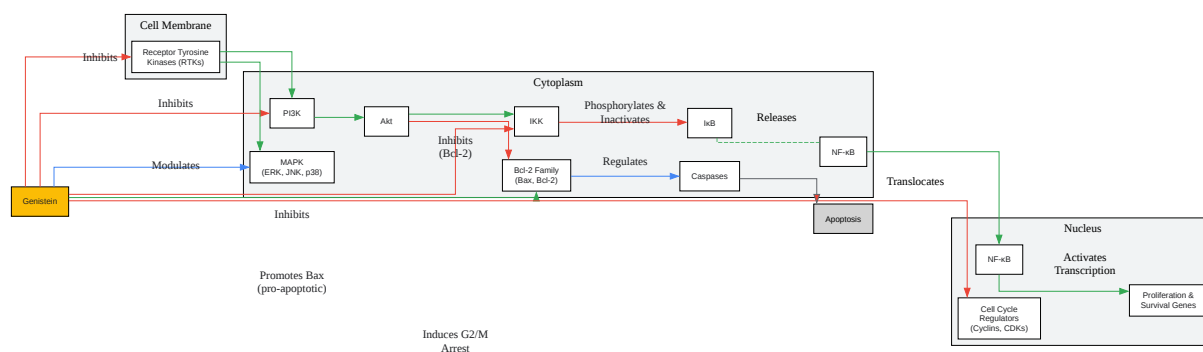 Cell Membrane
Receptor Tyrosine
Kinases (RTKs)
Inhibits
Cytoplasm
Inhibits
PI3K
Akt
IKK
Phosphorylates &
Inactivates
IκB
Releases
Inhibits
(Bcl-2)
NF-κB
MAPK
(ERK, JNK, p38)
Modulates
Bcl-2 Family
(Bax, Bcl-2)
Regulates
Caspases
Translocates
Genistein
Inhibits
Apoptosis
Nucleus
NF-κB
Activates
Transcription
Promotes Bax
(pro-apoptotic)
Proliferation &
Survival Genes
Cell Cycle
Regulators
(Cyclins, CDKs)
Induces G2/M
Arrest